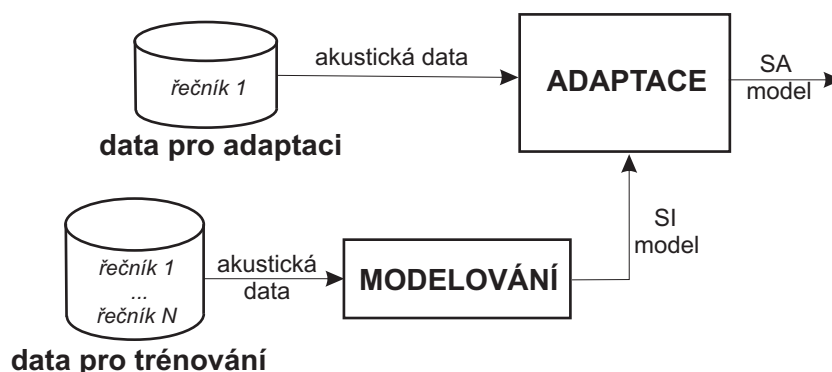 řečník 1
data pro adaptaci
akustická data
ADAPTACE
SA
model
řečník 1
...
řečník N
data pro trénování
akustická
data
MODELOVÁNÍ
SI
model